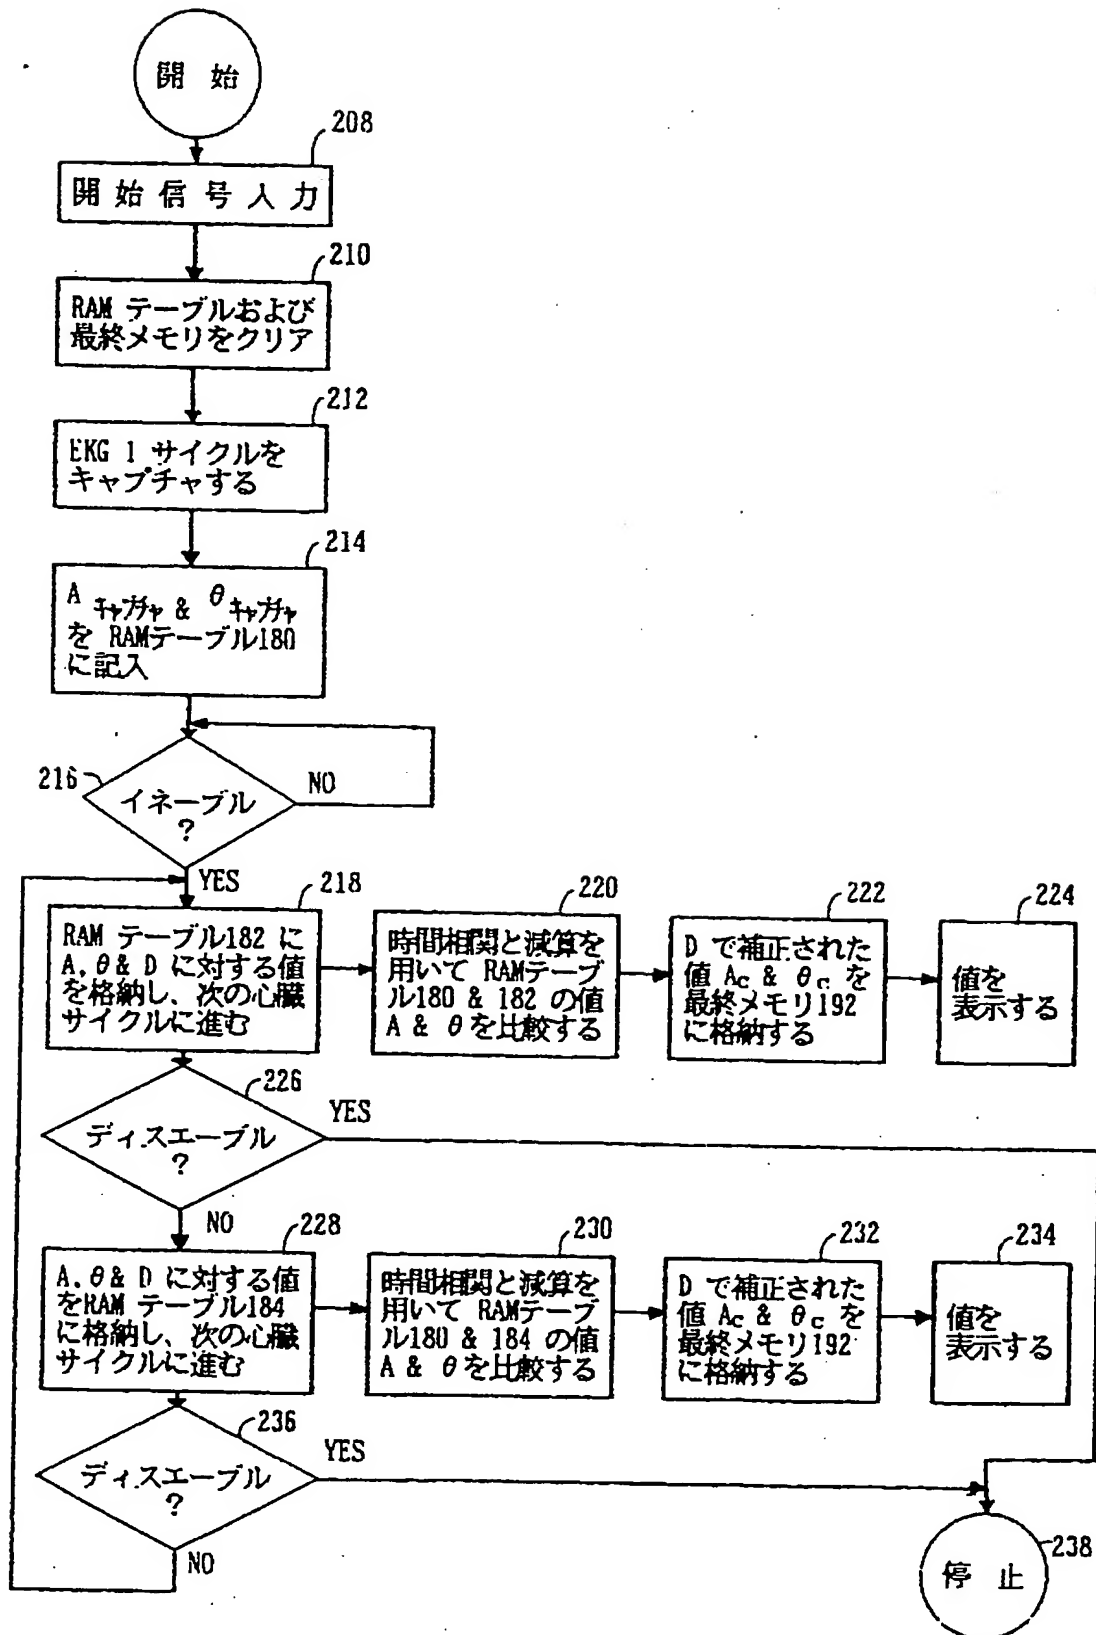 開 始
208
開 始 信 号 入 力
210
RAM テーブルおよび
最終メモリをクリア
212
EKG 1 サイクルを
キャプチャする
214
A キャプチャ & θ キャプチャ
を RAMテーブル180
に記入
216
イネーブル
?
NO
YES
218
RAM テーブル182 に
A, θ & D に対する値
を格納し、次の心臓
サイクルに進む
220
時間相関と減算を
用いて RAMテーブ
ル180 & 182 の値
A & θ を比較する
222
D で補正された
値 Ac & θc を
最終メモリ192
に格納する
224
値を
表示する
226
ディスエーブル
?
YES
NO
228
A, θ & D に対する値
をRAM テーブル184
に格納し、次の心臓
サイクルに進む
230
時間相関と減算を
用いて RAMテーブ
ル180 & 184 の値
A & θ を比較する
232
D で補正された
値 Ac & θc を
最終メモリ192
に格納する
234
値を
表示する
236
ディスエーブル
?
YES
NO
238
停 止